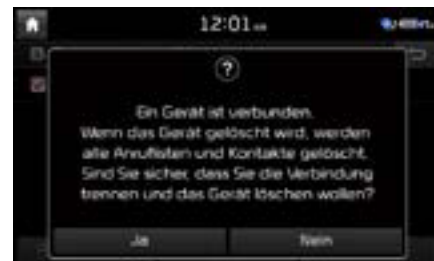 12:01
Ein Gerät ist verbunden.
Wenn das Gerät gelöscht wird, werden
alle Anruflisten und Kontakte gelöscht.
Sind Sie sicher, dass Sie die Verbindung
trennen und das Gerät löschen wollen?
Ja
Nein